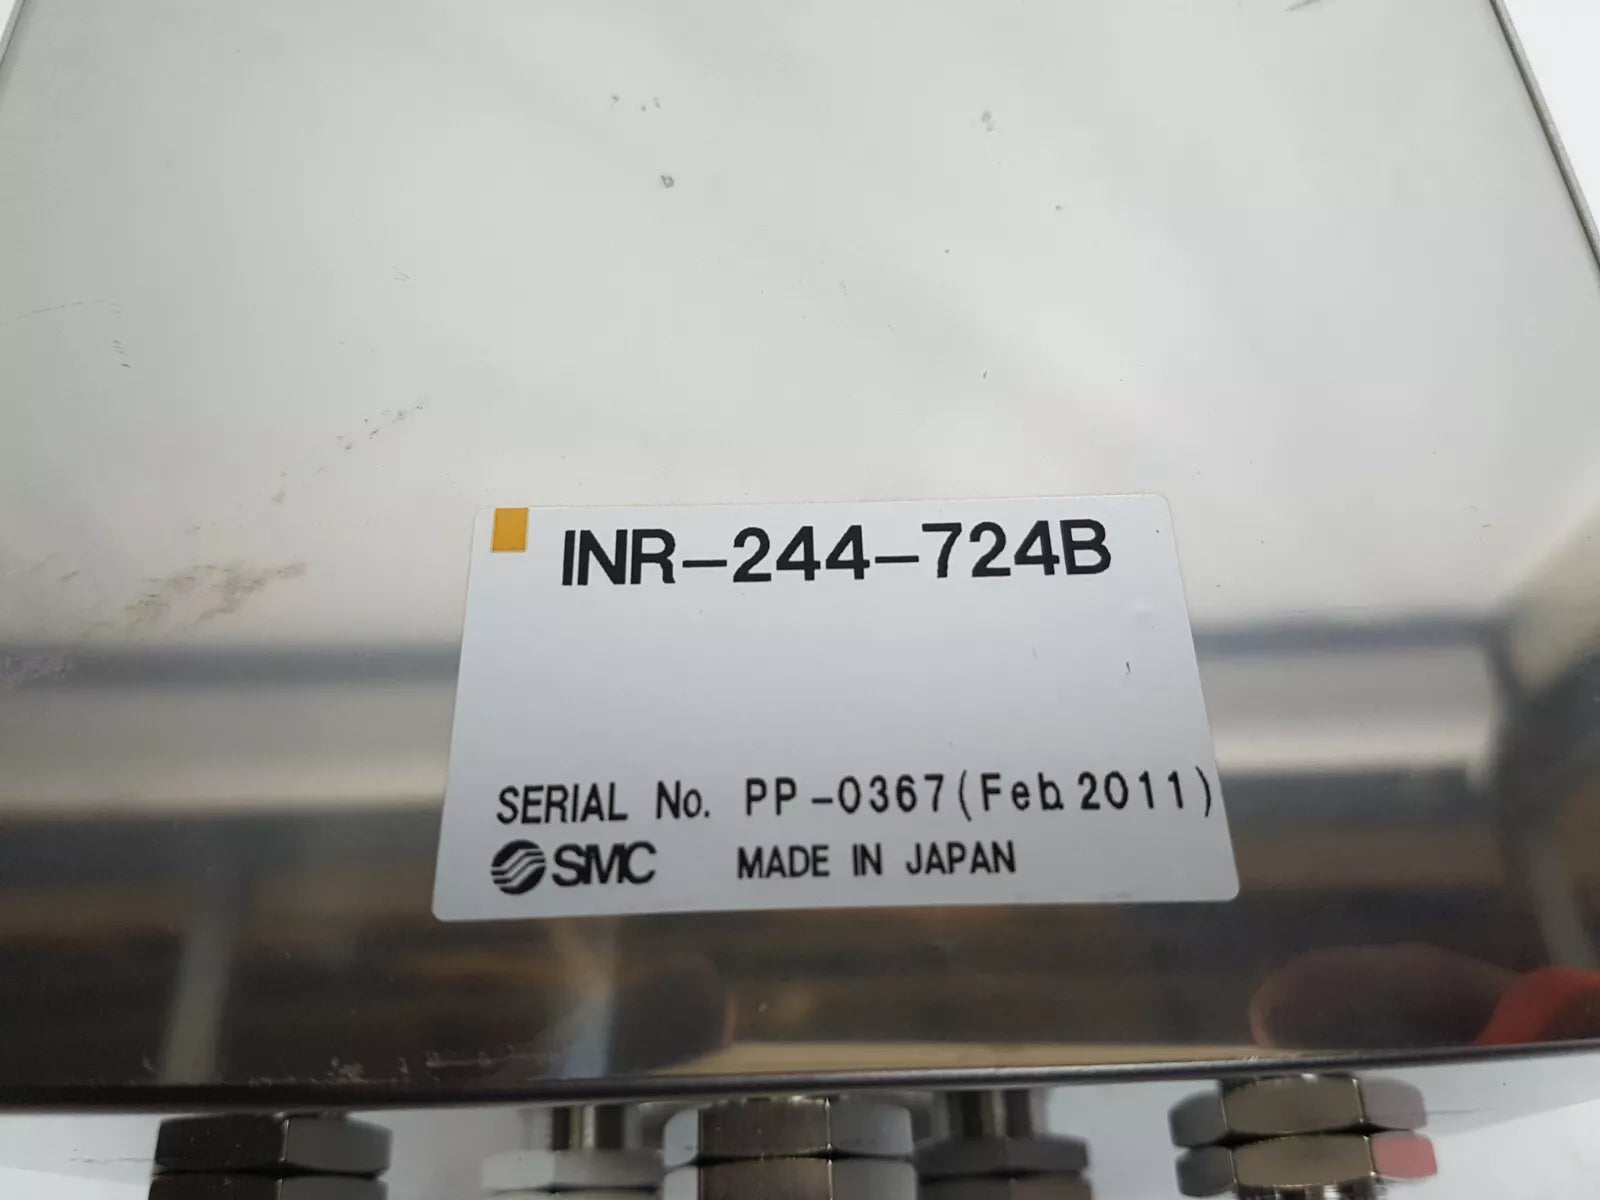 INR-244-724B
SERIAL No. PP-0367(Feb.2011)
SMC MADE IN JAPAN